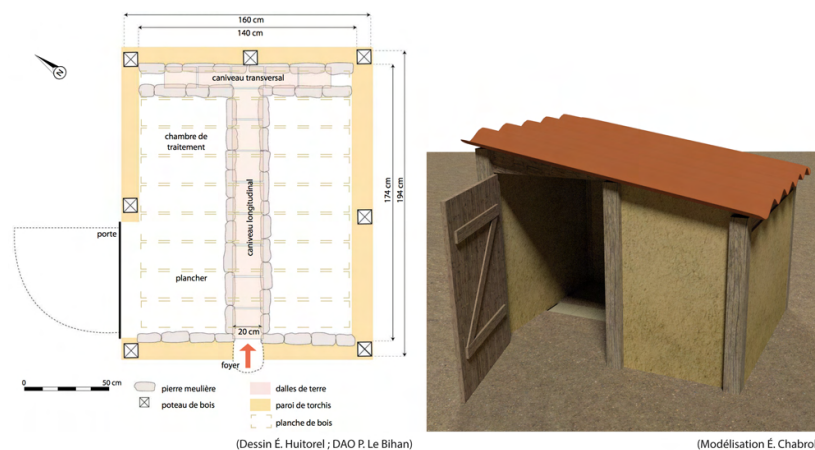 160 cm
140 cm
N
caniveau transversal
chambre de
traitement
caniveau longitudinal
174 cm
194 cm
porte
plancher
20 cm
foyer
0
50 cm
pierre meulière
poteau de bois
dalles de terre
paroi de torchis
planche de bois
(Dessin É. Huitorel ; DAO P. Le Bihan)
(Modélisation É. Chabrol